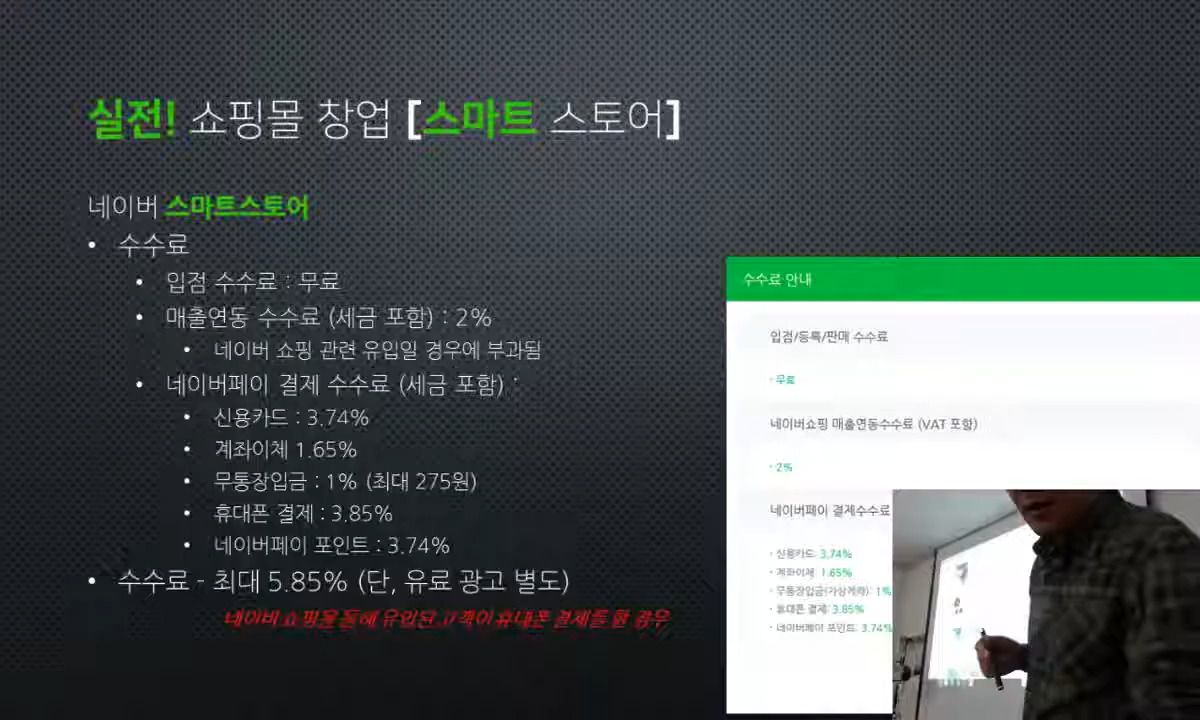 실전! 쇼핑몰 창업 [스마트 스토어]
네이버 스마트스토어
• 수수료
• 입점 수수료 : 무료
• 매출연동 수수료 (세금 포함) : 2%
• 네이버 쇼핑 관련 유입일 경우에 부과됨
• 네이버페이 결제 수수료 (세금 포함) :
• 신용카드 : 3.74%
• 계좌이체 1.65%
• 무통장입금 : 1% (최대 275원)
• 휴대폰 결제 : 3.85%
• 네이버페이 포인트 : 3.74%
• 수수료 - 최대 5.85% (단, 유료 광고 별도)
네이버 쇼핑몰 통해 유입된 고객이 휴대폰 결제를 할 경우
수수료 안내
입점/등록/판매 수수료
· 무료
네이버쇼핑 매출연동수수료 (VAT 포함)
· 2%
네이버페이 결제수수료
· 신용카드: 3.74%
· 계좌이체: 1.65%
· 무통장입금(가상계좌): 1%
· 휴대폰 결제: 3.85%
· 네이버페이 포인트: 3.74%